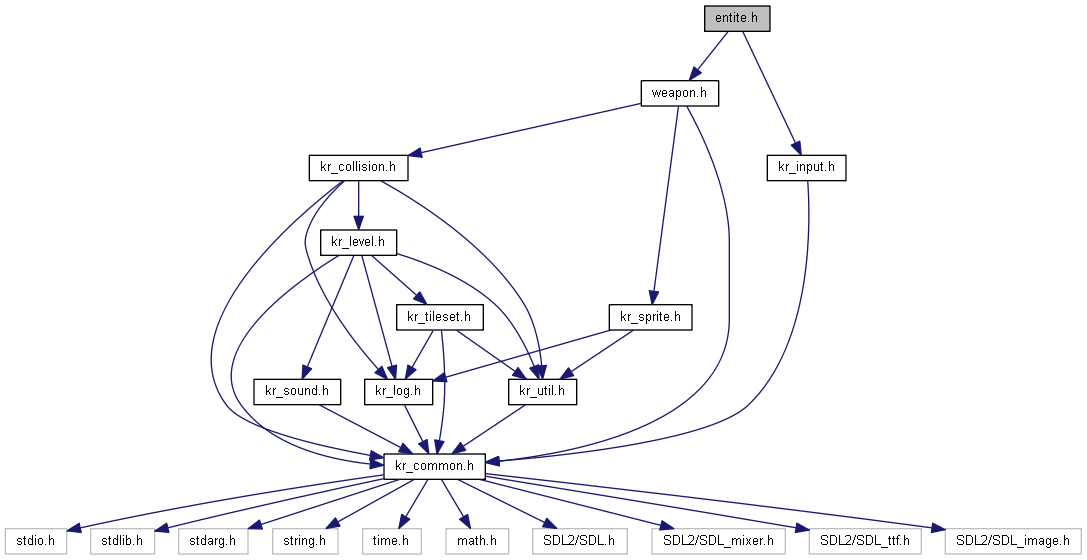 entite.h
weapon.h
kr_collision.h
kr_input.h
kr_level.h
kr_tileset.h
kr_sprite.h
kr_sound.h
kr_log.h
kr_util.h
kr_common.h
stdio.h
stdlib.h
stdarg.h
string.h
time.h
math.h
SDL2/SDL.h
SDL2/SDL_mixer.h
SDL2/SDL_ttf.h
SDL2/SDL_image.h